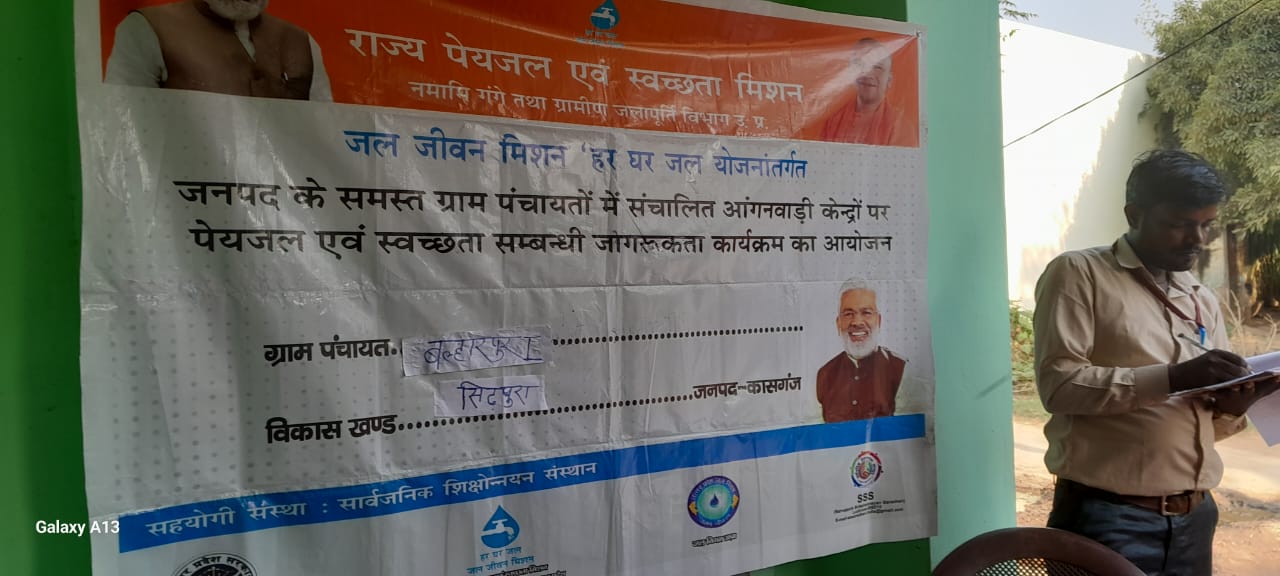 राज्य पेयजल एवं स्वच्छता मिशन
नमामि गंगे तथा ग्रामीण जलापूर्ति विभाग उ. प्र.
जल जीवन मिशन 'हर घर जल योजनांतर्गत
जनपद के समस्त ग्राम पंचायतों में संचालित आंगनवाड़ी केन्द्रों पर
पेयजल एवं स्वच्छता सम्बन्धी जागरूकता कार्यक्रम का आयोजन
ग्राम पंचायत
विकास खण्ड सिढ़पुरा जनपद-कासगंज
सहयोगी संस्था : सार्वजनिक शिक्षोन्नयन संस्थान
हर घर जल
जल जीवन मिशन
SSS
Galaxy A13